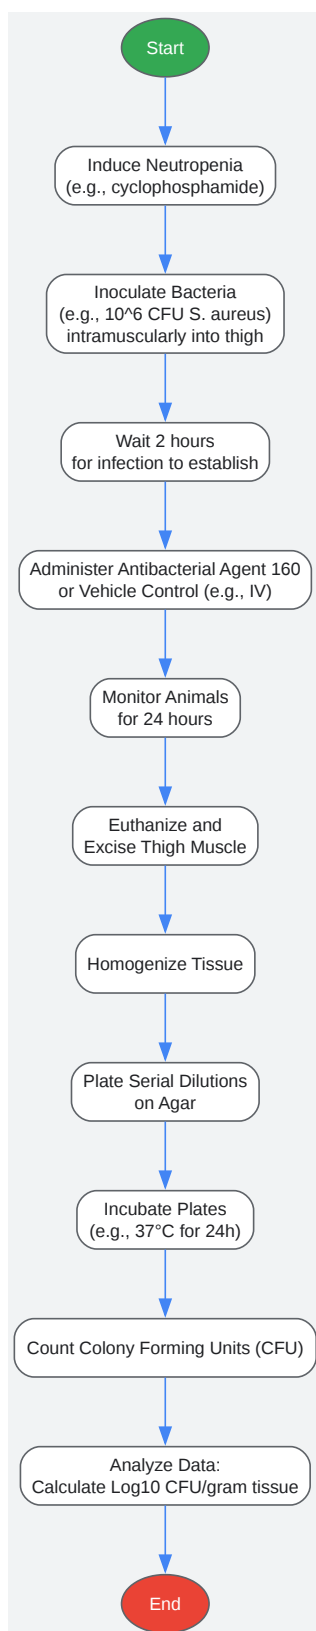 Start
Induce Neutropenia
(e.g., cyclophosphamide)
Inoculate Bacteria
(e.g., 10^6 CFU S. aureus)
intramuscularly into thigh
Wait 2 hours
for infection to establish
Administer Antibacterial Agent 160
or Vehicle Control (e.g., IV)
Monitor Animals
for 24 hours
Euthanize and
Excise Thigh Muscle
Homogenize Tissue
Plate Serial Dilutions
on Agar
Incubate Plates
(e.g., 37°C for 24h)
Count Colony Forming Units (CFU)
Analyze Data:
Calculate Log10 CFU/gram tissue
End